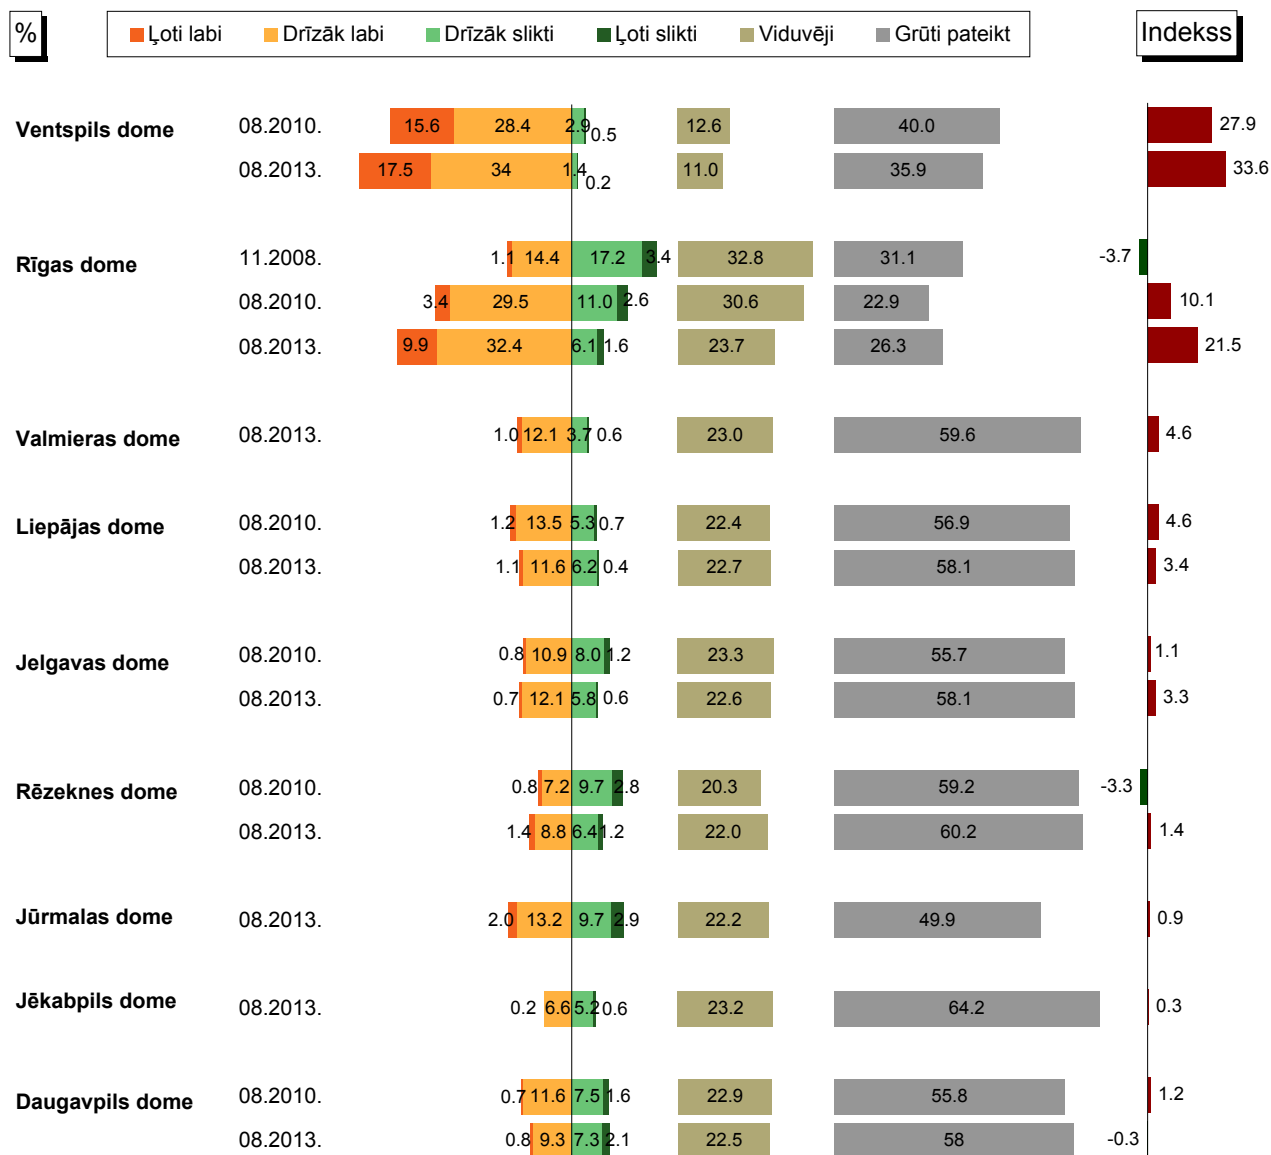 %
Ļoti labi Drīzāk labi Drīzāk slikti Ļoti slikti Viduvēji Grūti pateikt
Indekss
Ventspils dome 08.2010. 15.6 28.4 2.9 0.5 12.6 40.0 27.9
08.2013. 17.5 34 1.4 0.2 11.0 35.9 33.6
Rīgas dome 11.2008. 1.1 14.4 17.2 3.4 32.8 31.1 -3.7
08.2010. 3.4 29.5 11.0 2.6 30.6 22.9 10.1
08.2013. 9.9 32.4 6.1 1.6 23.7 26.3 21.5
Valmieras dome 08.2013. 1.0 12.1 3.7 0.6 23.0 59.6 4.6
Liepājas dome 08.2010. 1.2 13.5 5.3 0.7 22.4 56.9 4.6
08.2013. 1.1 11.6 6.2 0.4 22.7 58.1 3.4
Jelgavas dome 08.2010. 0.8 10.9 8.0 1.2 23.3 55.7 1.1
08.2013. 0.7 12.1 5.8 0.6 22.6 58.1 3.3
Rēzeknes dome 08.2010. 0.8 7.2 9.7 2.8 20.3 59.2 -3.3
08.2013. 1.4 8.8 6.4 1.2 22.0 60.2 1.4
Jūrmalas dome 08.2013. 2.0 13.2 9.7 2.9 22.2 49.9 0.9
Jēkabpils dome 08.2013. 0.2 6.6 5.2 0.6 23.2 64.2 0.3
Daugavpils dome 08.2010. 0.7 11.6 7.5 1.6 22.9 55.8 1.2
08.2013. 0.8 9.3 7.3 2.1 22.5 58 -0.3